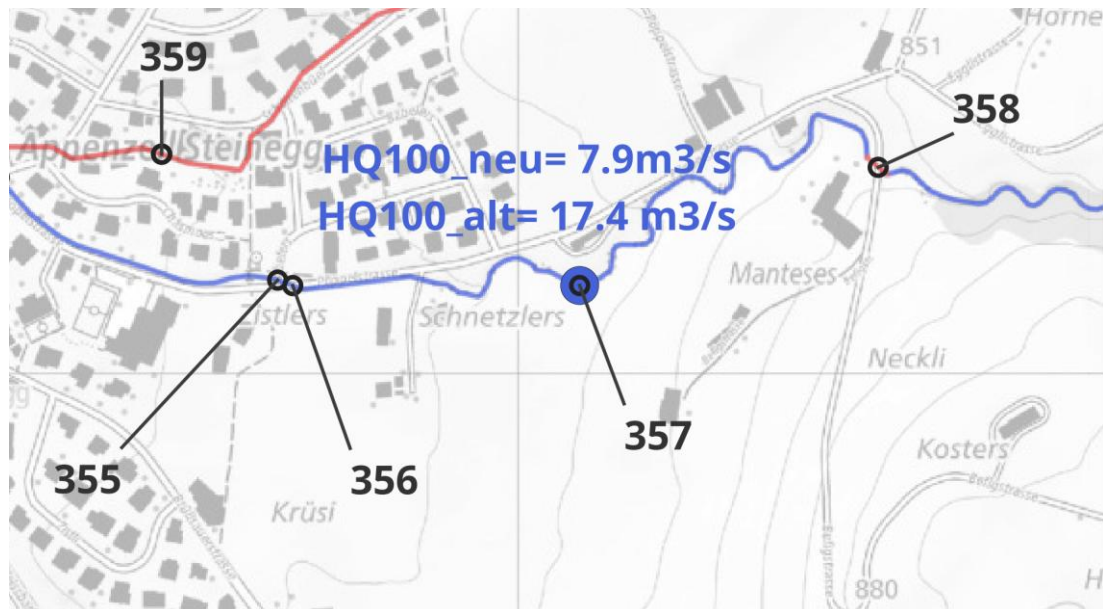 Horne
359
851
358
Appenzell Steinegg
HQ100_neu= 7.9m3/s
HQ100_alt= 17.4 m3/s
Manteses
Zistlers
Schnetzlers
Neckli
357
Kosters
355
356
Krüsi
880
H